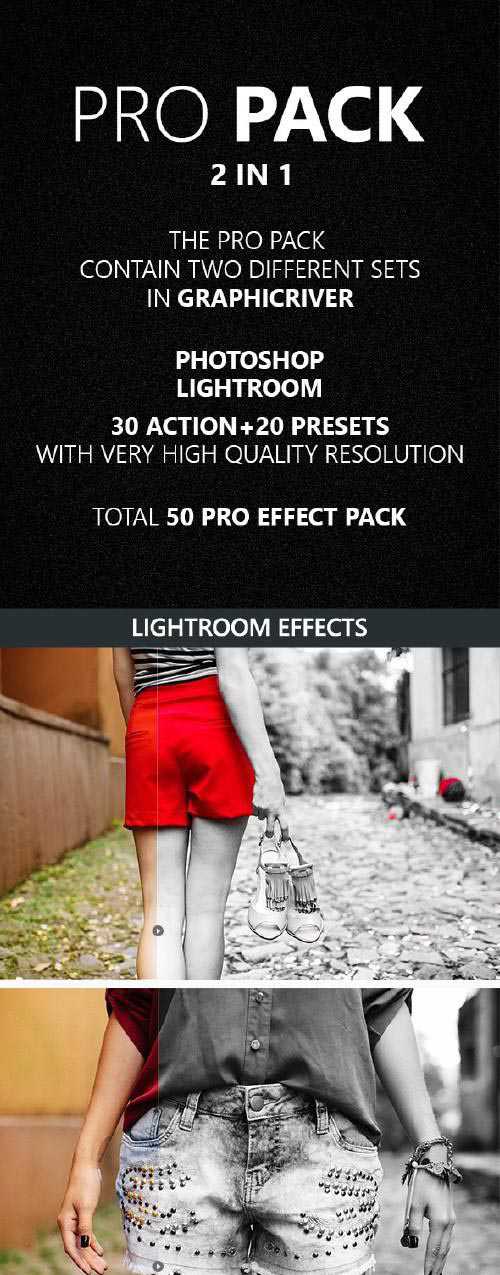 PRO PACK
2 IN 1
THE PRO PACK
CONTAIN TWO DIFFERENT SETS
IN GRAPHICRIVER
PHOTOSHOP
LIGHTROOM
30 ACTION+20 PRESETS
WITH VERY HIGH QUALITY RESOLUTION
TOTAL 50 PRO EFFECT PACK
LIGHTROOM EFFECTS